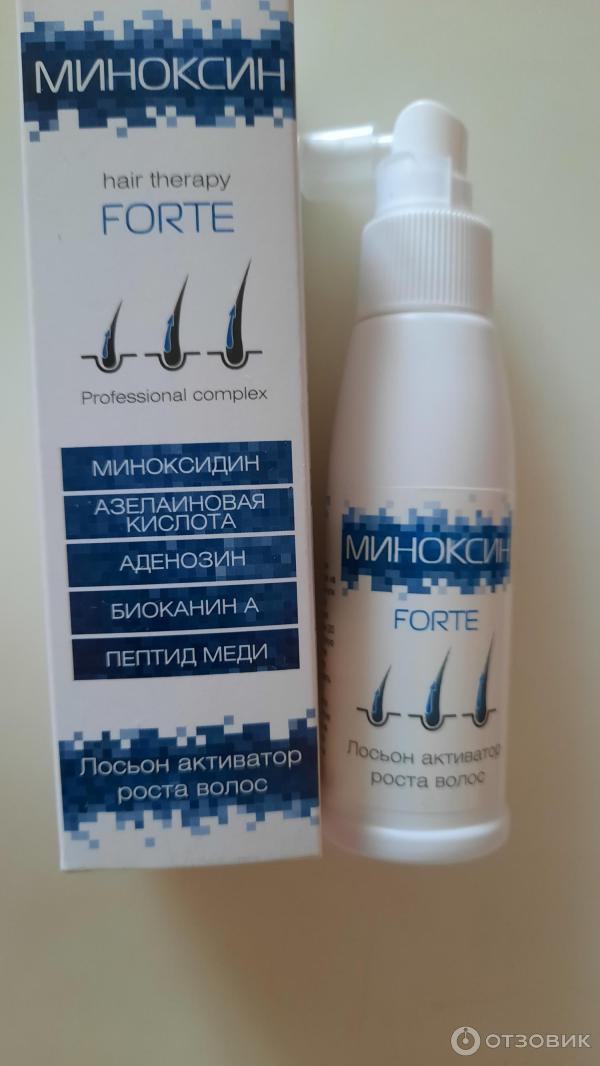 МИНОКСИН
hair therapy
FORTE
Professional complex
МИНОКСИДИН
АЗЕЛАИНОВАЯ
КИСЛОТА
АДЕНОЗИН
БИОКАНИН А
ПЕПТИД МЕДИ
Лосьон активатор
роста волос
МИНОКСИН
FORTE
Лосьон активатор
роста волос
ОТЗОВИК